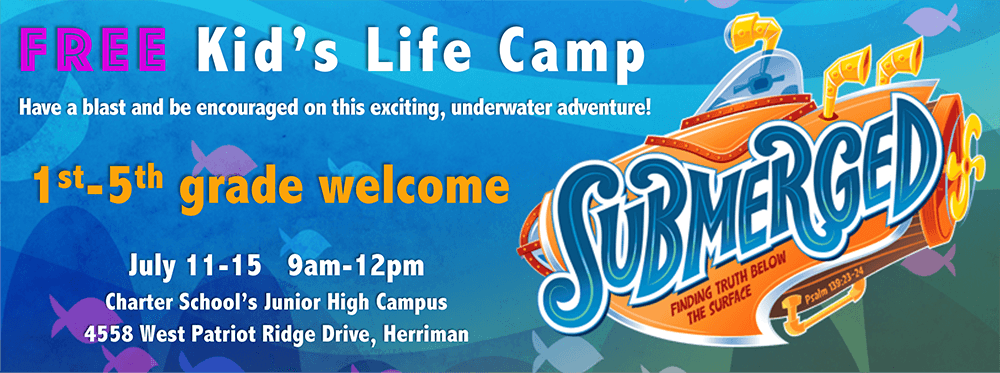 FREE Kid's Life Camp
Have a blast and be encouraged on this exciting, underwater adventure!
1st-5th grade welcome
July 11-15 9am-12pm
Charter School's Junior High Campus
4558 West Patriot Ridge Drive, Herriman
SUBMERGED
FINDING TRUTH BELOW
THE SURFACE
Psalm 139:23-24